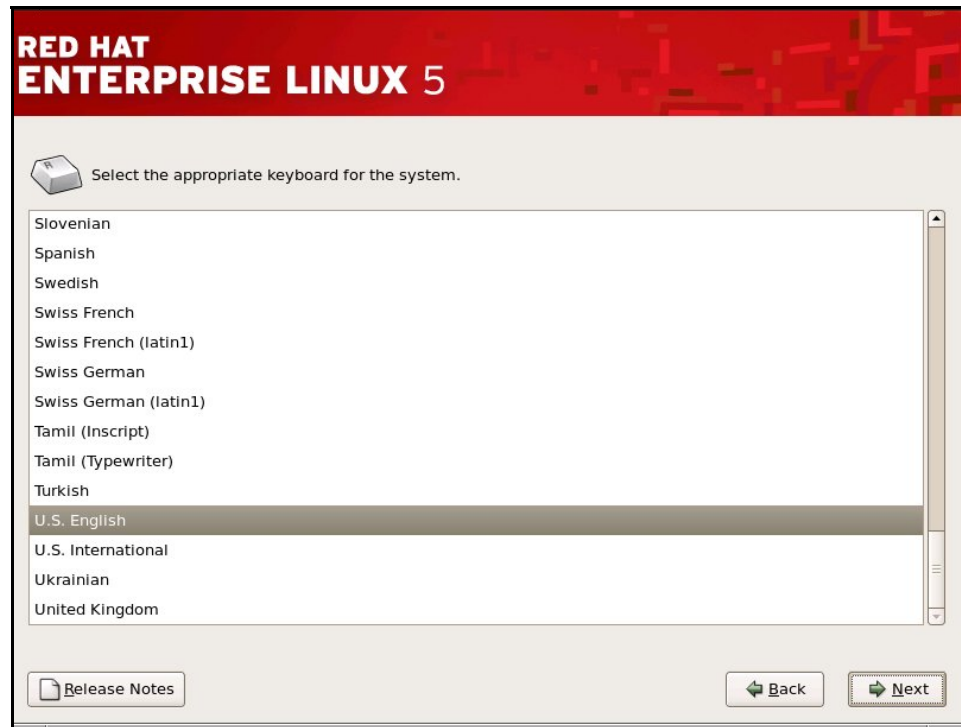 RED HAT
ENTERPRISE LINUX 5
R
Select the appropriate keyboard for the system.
Slovenian
Spanish
Swedish
Swiss French
Swiss French (latin1)
Swiss German
Swiss German (latin1)
Tamil (Inscript)
Tamil (Typewriter)
Turkish
U.S. English
U.S. International
Ukrainian
United Kingdom
Release Notes
Back
Next